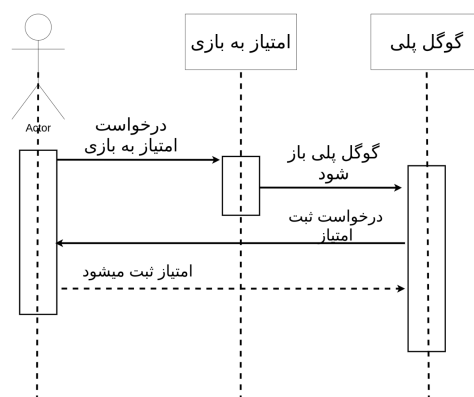 امتیاز به بازی
گوگل پلی
Actor
درخواست
امتیاز به بازی
گوگل پلی باز
شود
درخواست ثبت
امتیاز
امتیاز ثبت میشود